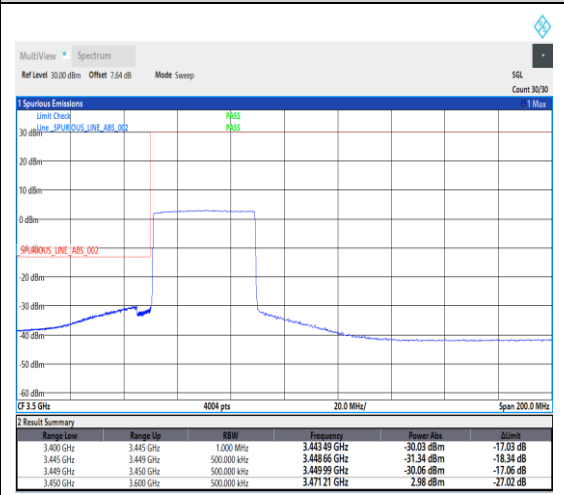 MultiView Spectrum
Ref Level 30.00 dBm Offset 7.64 dB Mode Sweep SGL
Count 30/30
1 Spurious Emissions 1 Max
Limit Check PASS
Line _SPURIOUS_LINE_ABS_002 PASS
30 dBm
20 dBm
10 dBm
0 dBm
_SPURIOUS_LINE_ABS_002
-20 dBm
-30 dBm
-40 dBm
-50 dBm
-60 dBm
CF 3.5 GHz 4004 pts 20.0 MHz/ Span 200.0 MHz
2 Result Summary
Range Low Range Up RBW Frequency Power Abs ΔLimit
3.400 GHz 3.445 GHz 1.000 MHz 3.443 49 GHz -30.03 dBm -17.03 dB
3.445 GHz 3.449 GHz 500.000 kHz 3.448 66 GHz -31.34 dBm -18.34 dB
3.449 GHz 3.450 GHz 500.000 kHz 3.449 99 GHz -30.06 dBm -17.06 dB
3.450 GHz 3.600 GHz 500.000 kHz 3.471 21 GHz 2.98 dBm -27.02 dB